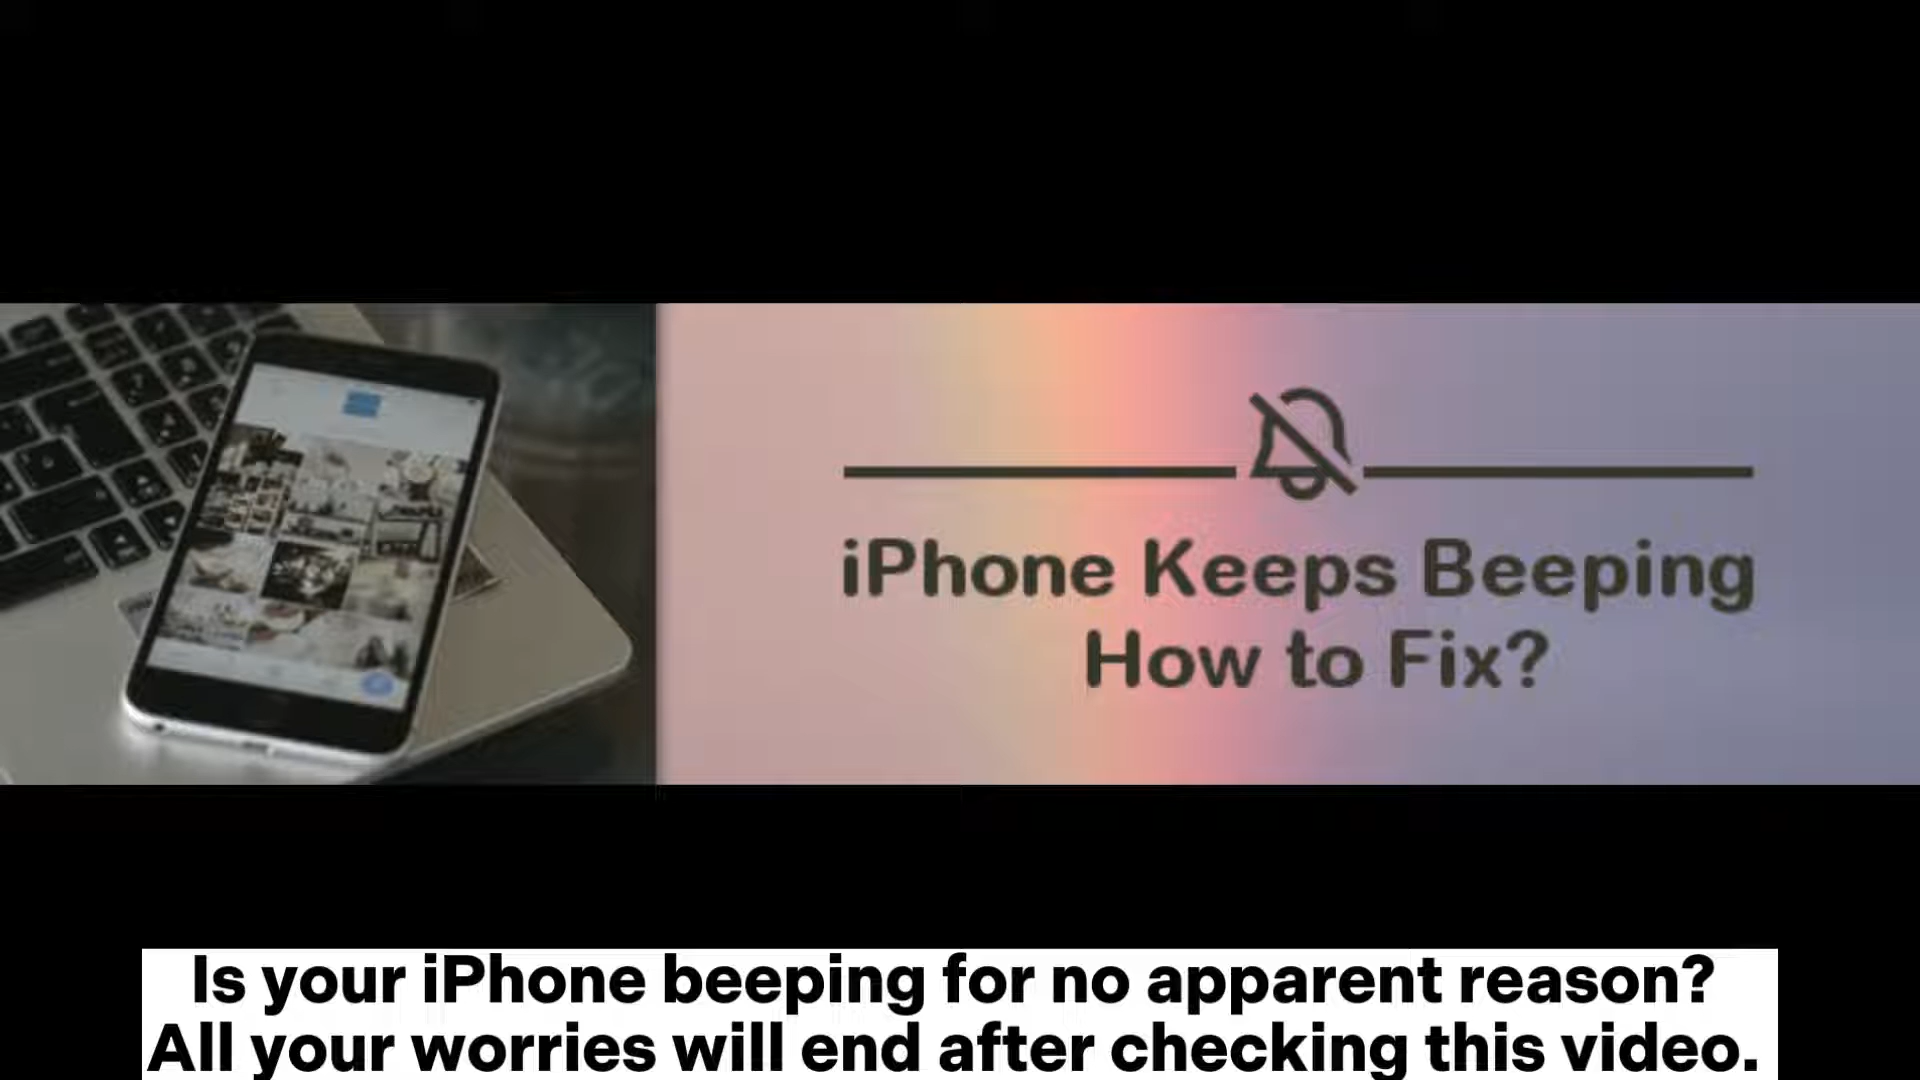 iPhone Keeps Beeping
How to Fix?
Is your iPhone beeping for no apparent reason?
All your worries will end after checking this video.